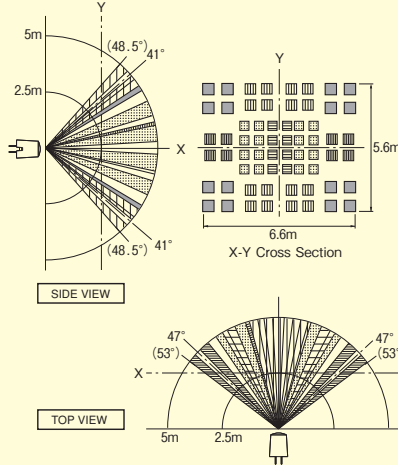 Y
5m
(48.5°)
41°
2.5m
X
41°
(48.5°)
SIDE VIEW
Y
5.6m
6.6m
X-Y Cross Section
47°
(53°)
47°
(53°)
X
TOP VIEW
5m
2.5m